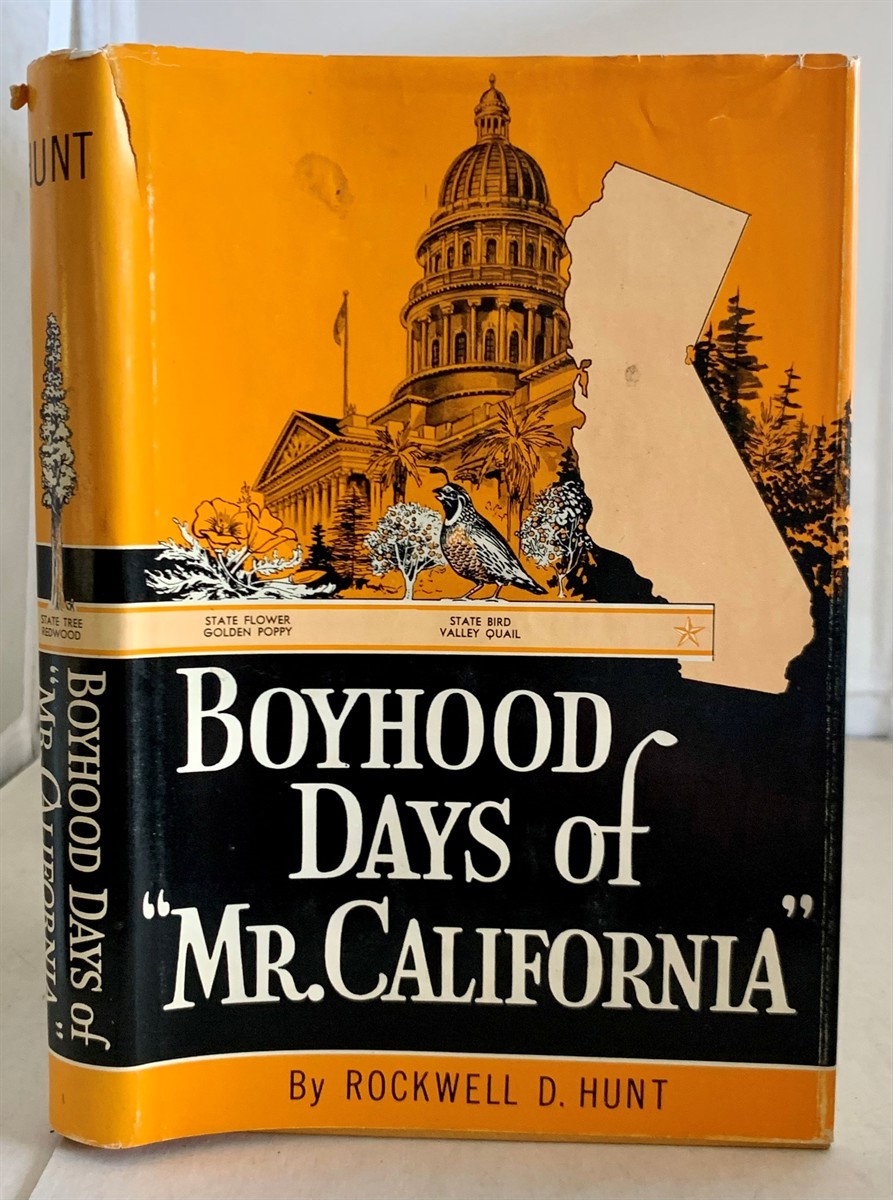 HUNT
STATE TREE
REDWOOD
BOYHOOD DAYS of
"MR. CALIFORNIA"
STATE FLOWER
GOLDEN POPPY
STATE BIRD
VALLEY QUAIL
BOYHOOD
DAYS of
"MR. CALIFORNIA"
By ROCKWELL D. HUNT